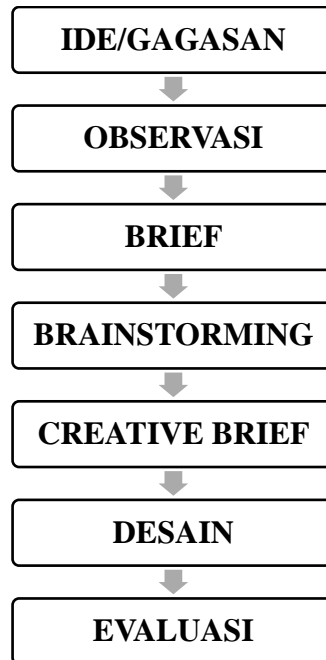 IDE/GAGASAN
OBSERVASI
BRIEF
BRAINSTORMING
CREATIVE BRIEF
DESAIN
EVALUASI